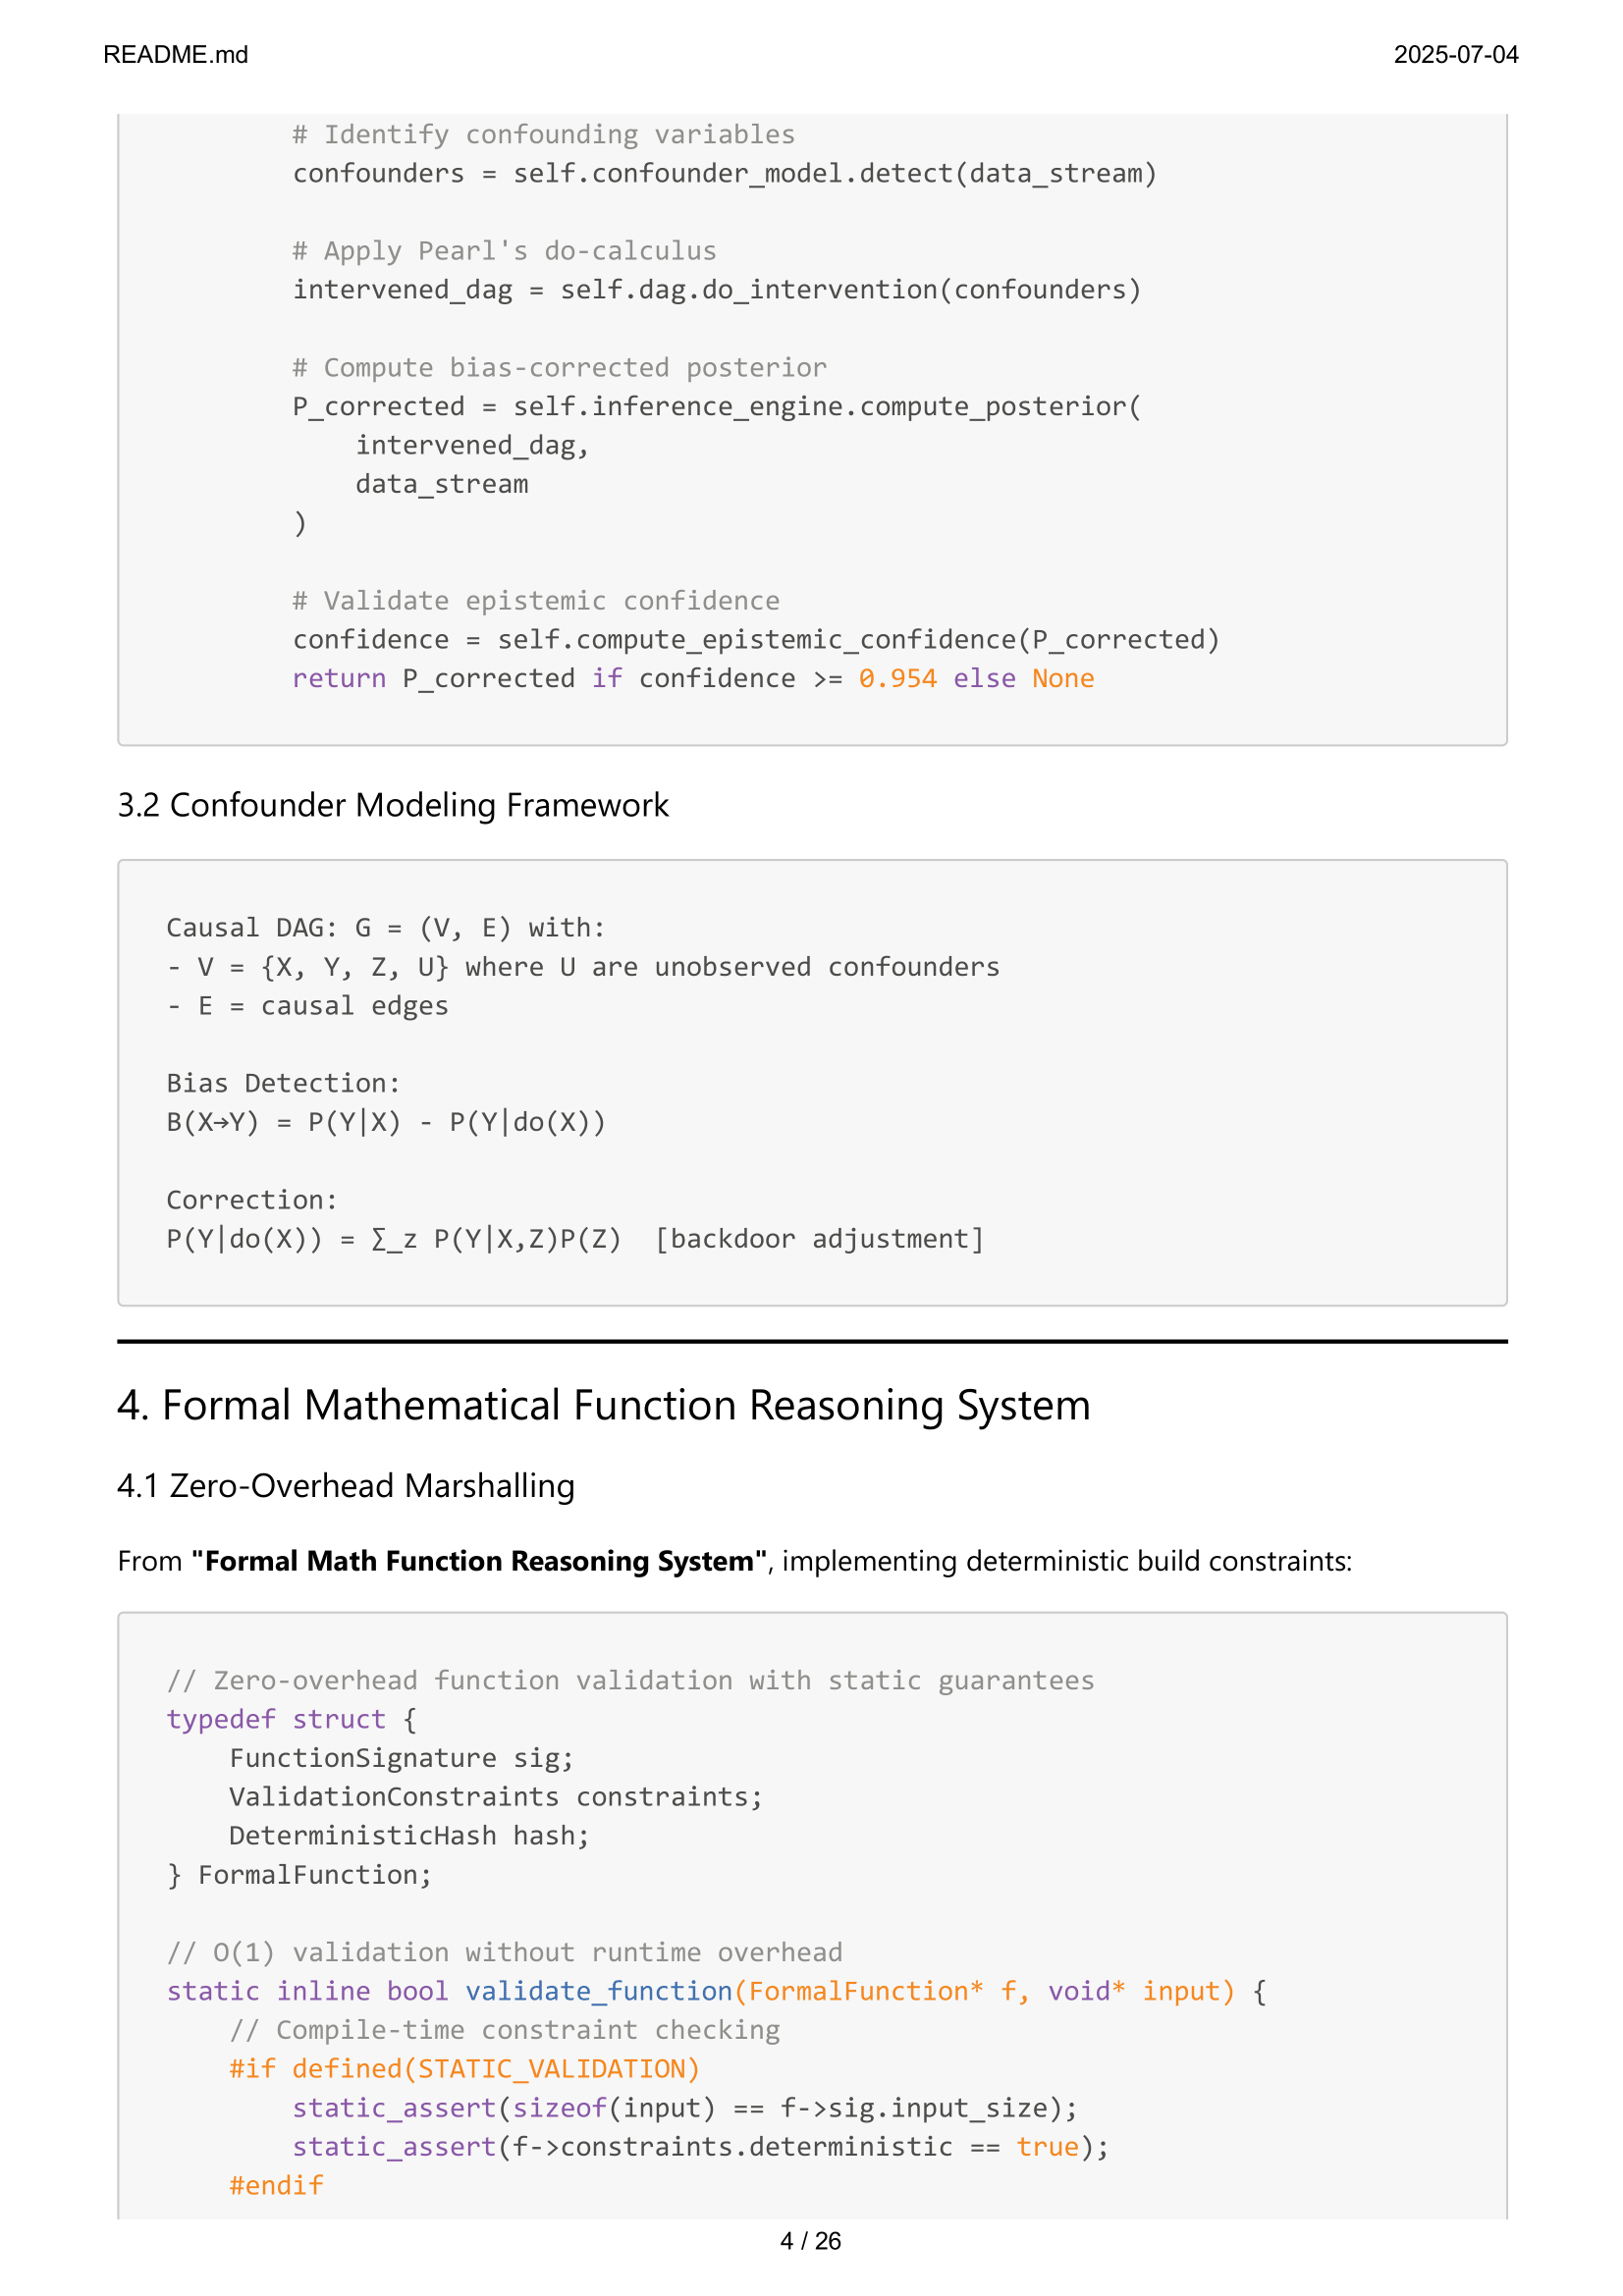 README.md
2025-07-04
# Identify confounding variables
confounders = self.confounder_model.detect(data_stream)
# Apply Pearl's do-calculus
intervened_dag = self.dag.do_intervention(confounders)
# Compute bias-corrected posterior
P_corrected = self.inference_engine.compute_posterior(
intervened_dag,
data_stream
)
# Validate epistemic confidence
confidence = self.compute_epistemic_confidence(P_corrected)
return P_corrected if confidence >= 0.954 else None
3.2 Confounder Modeling Framework
Causal DAG: G = (V, E) with:
- V = {X, Y, Z, U} where U are unobserved confounders
- E = causal edges
Bias Detection:
B(X→Y) = P(Y|X) - P(Y|do(X))
Correction:
P(Y|do(X)) = ∑_z P(Y|X,Z)P(Z)  [backdoor adjustment]
4. Formal Mathematical Function Reasoning System
4.1 Zero-Overhead Marshalling
From "Formal Math Function Reasoning System", implementing deterministic build constraints:
// Zero-overhead function validation with static guarantees
typedef struct {
FunctionSignature sig;
ValidationConstraints constraints;
DeterministicHash hash;
} FormalFunction;
// O(1) validation without runtime overhead
static inline bool validate_function(FormalFunction* f, void* input) {
// Compile-time constraint checking
#if defined(STATIC_VALIDATION)
static_assert(sizeof(input) == f->sig.input_size);
static_assert(f->constraints.deterministic == true);
#endif
4 / 26